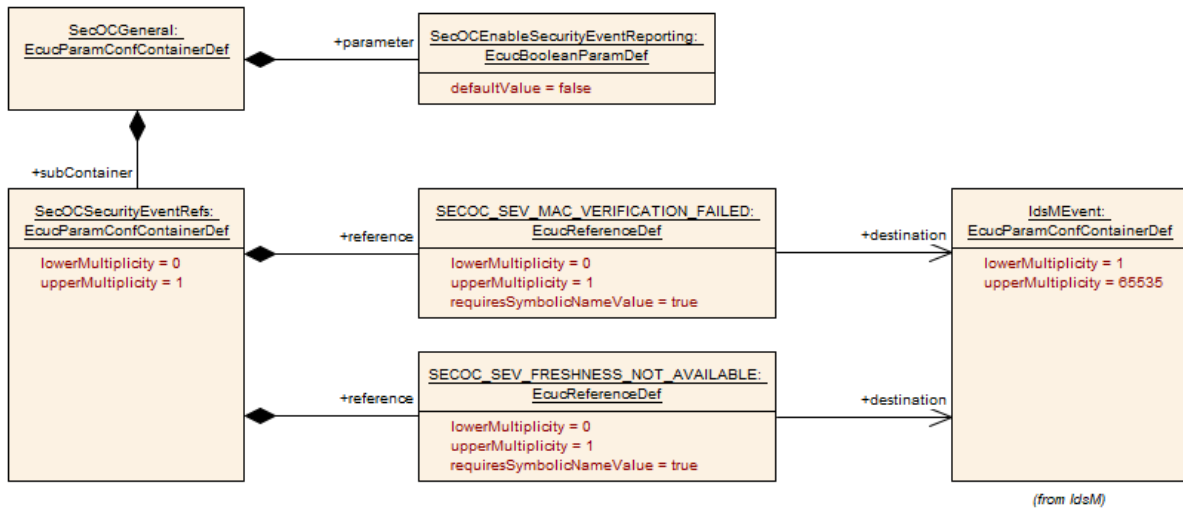 SecOCGeneral:
EcucParamConfContainerDef
+parameter
SecOCEnableSecurityEventReporting:
EcucBooleanParamDef
defaultValue = false
+subContainer
SecOCSecurityEventRefs:
EcucParamConfContainerDef
lowerMultiplicity = 0
upperMultiplicity = 1
+reference
SECOC_SEV_MAC_VERIFICATION_FAILED:
EcucReferenceDef
lowerMultiplicity = 0
upperMultiplicity = 1
requiresSymbolicNameValue = true
+destination
IdsMEvent:
EcucParamConfContainerDef
lowerMultiplicity = 1
upperMultiplicity = 65535
+reference
SECOC_SEV_FRESHNESS_NOT_AVAILABLE:
EcucReferenceDef
lowerMultiplicity = 0
upperMultiplicity = 1
requiresSymbolicNameValue = true
+destination
(from IdsM)